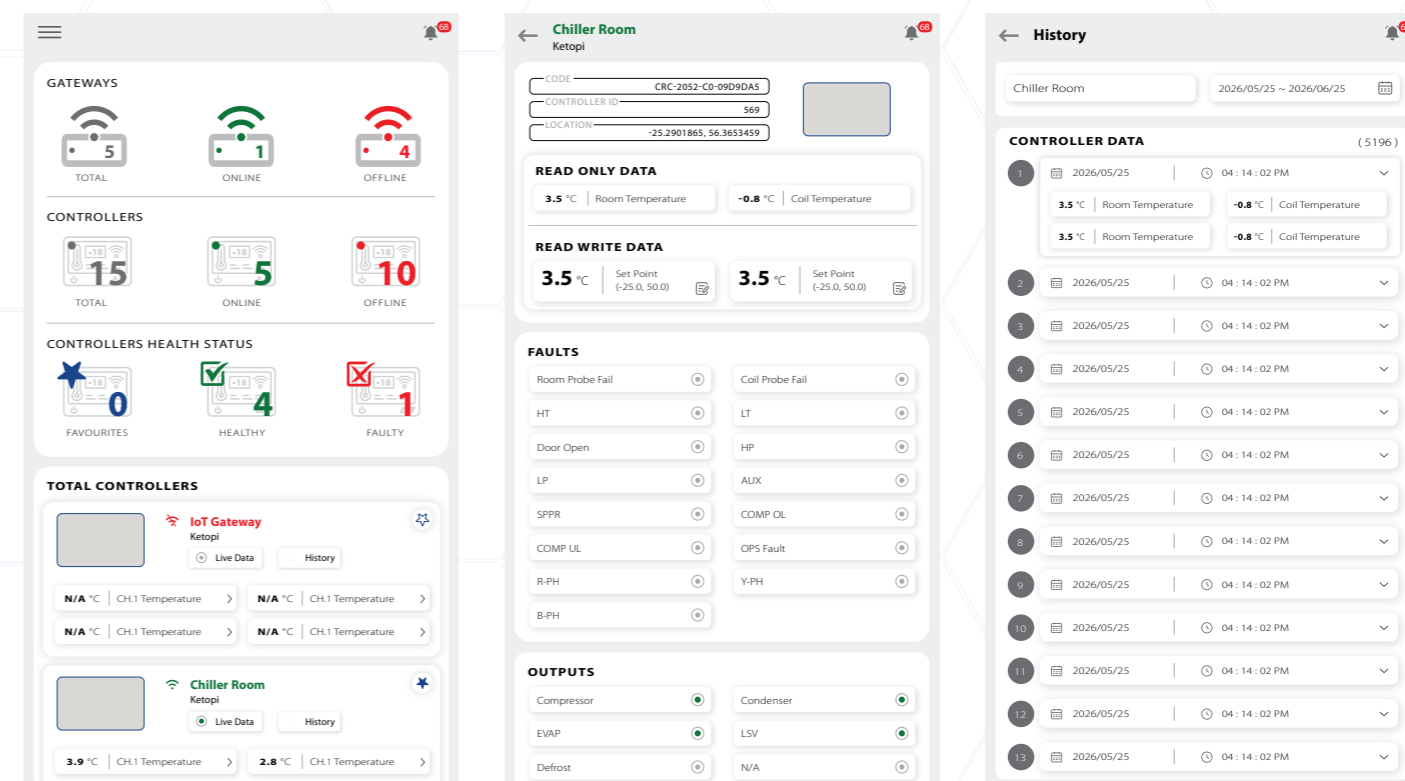 68
GATEWAYS
5
1
4
TOTAL
ONLINE
OFFLINE
CONTROLLERS
-18
15
-18
5
-18
10
TOTAL
ONLINE
OFFLINE
CONTROLLERS HEALTH STATUS
-18
0
-18
4
-18
1
FAVOURITES
HEALTHY
FAULTY
TOTAL CONTROLLERS
IoT Gateway
Ketopi
Live Data History
N/A °C CH.1 Temperature N/A °C CH.1 Temperature
N/A °C CH.1 Temperature N/A °C CH.1 Temperature
Chiller Room
Ketopi
Live Data History
3.9 °C CH.1 Temperature 2.8 °C CH.1 Temperature
Chiller Room
Ketopi
68
CODE
CRC-2052-C0-09D9DA5
CONTROLLER ID
569
LOCATION
-25.2901865, 56.3653459
READ ONLY DATA
3.5 °C Room Temperature -0.8 °C Coil Temperature
READ WRITE DATA
3.5 °C Set Point (-25.0, 50.0) 3.5 °C Set Point (-25.0, 50.0)
FAULTS
Room Probe Fail Coil Probe Fail
HT LT
Door Open HP
LP AUX
SPPR COMP OL
COMP UL OPS Fault
R-PH Y-PH
B-PH
OUTPUTS
Compressor Condenser
EVAP LSV
Defrost N/A
History
Chiller Room 2026/05/25 ~ 2026/06/25
CONTROLLER DATA (5196)
1 2026/05/25 04 : 14 : 02 PM
3.5 °C Room Temperature -0.8 °C Coil Temperature
3.5 °C Room Temperature -0.8 °C Coil Temperature
2 2026/05/25 04 : 14 : 02 PM
3 2026/05/25 04 : 14 : 02 PM
4 2026/05/25 04 : 14 : 02 PM
5 2026/05/25 04 : 14 : 02 PM
6 2026/05/25 04 : 14 : 02 PM
7 2026/05/25 04 : 14 : 02 PM
8 2026/05/25 04 : 14 : 02 PM
9 2026/05/25 04 : 14 : 02 PM
10 2026/05/25 04 : 14 : 02 PM
11 2026/05/25 04 : 14 : 02 PM
12 2026/05/25 04 : 14 : 02 PM
13 2026/05/25 04 : 14 : 02 PM